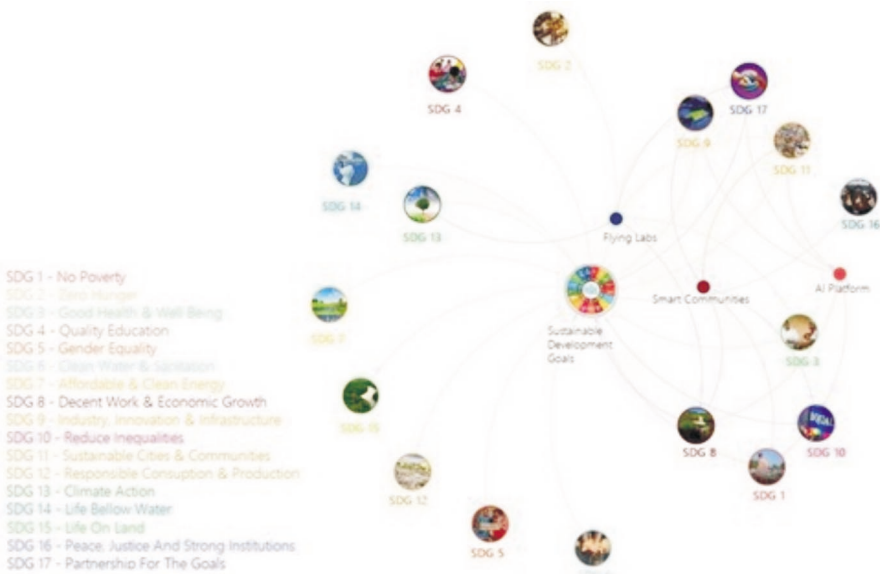 SDG 2
SDG 4
SDG 17
SDG 9
SDG 11
SDG 14
SDG 16
SDG 13
Flying Labs
AI Platform
Smart Communities
SDG 7
Sustainable
Development
Goals
SDG 3
SDG 15
SDG 8
SDG 10
SDG 12
SDG 1
SDG 5
SDG 1 - No Poverty
SDG 2 - Zero Hunger
SDG 3 - Good Health & Well Being
SDG 4 - Quality Education
SDG 5 - Gender Equality
SDG 6 - Clean Water & Sanitation
SDG 7 - Affordable & Clean Energy
SDG 8 - Decent Work & Economic Growth
SDG 9 - Industry, Innovation & Infrastructure
SDG 10 - Reduce Inequalities
SDG 11 - Sustainable Cities & Communities
SDG 12 - Responsible Consuption & Production
SDG 13 - Climate Action
SDG 14 - Life Bellow Water
SDG 15 - Life On Land
SDG 16 - Peace, Justice And Strong Institutions
SDG 17 - Partnership For The Goals